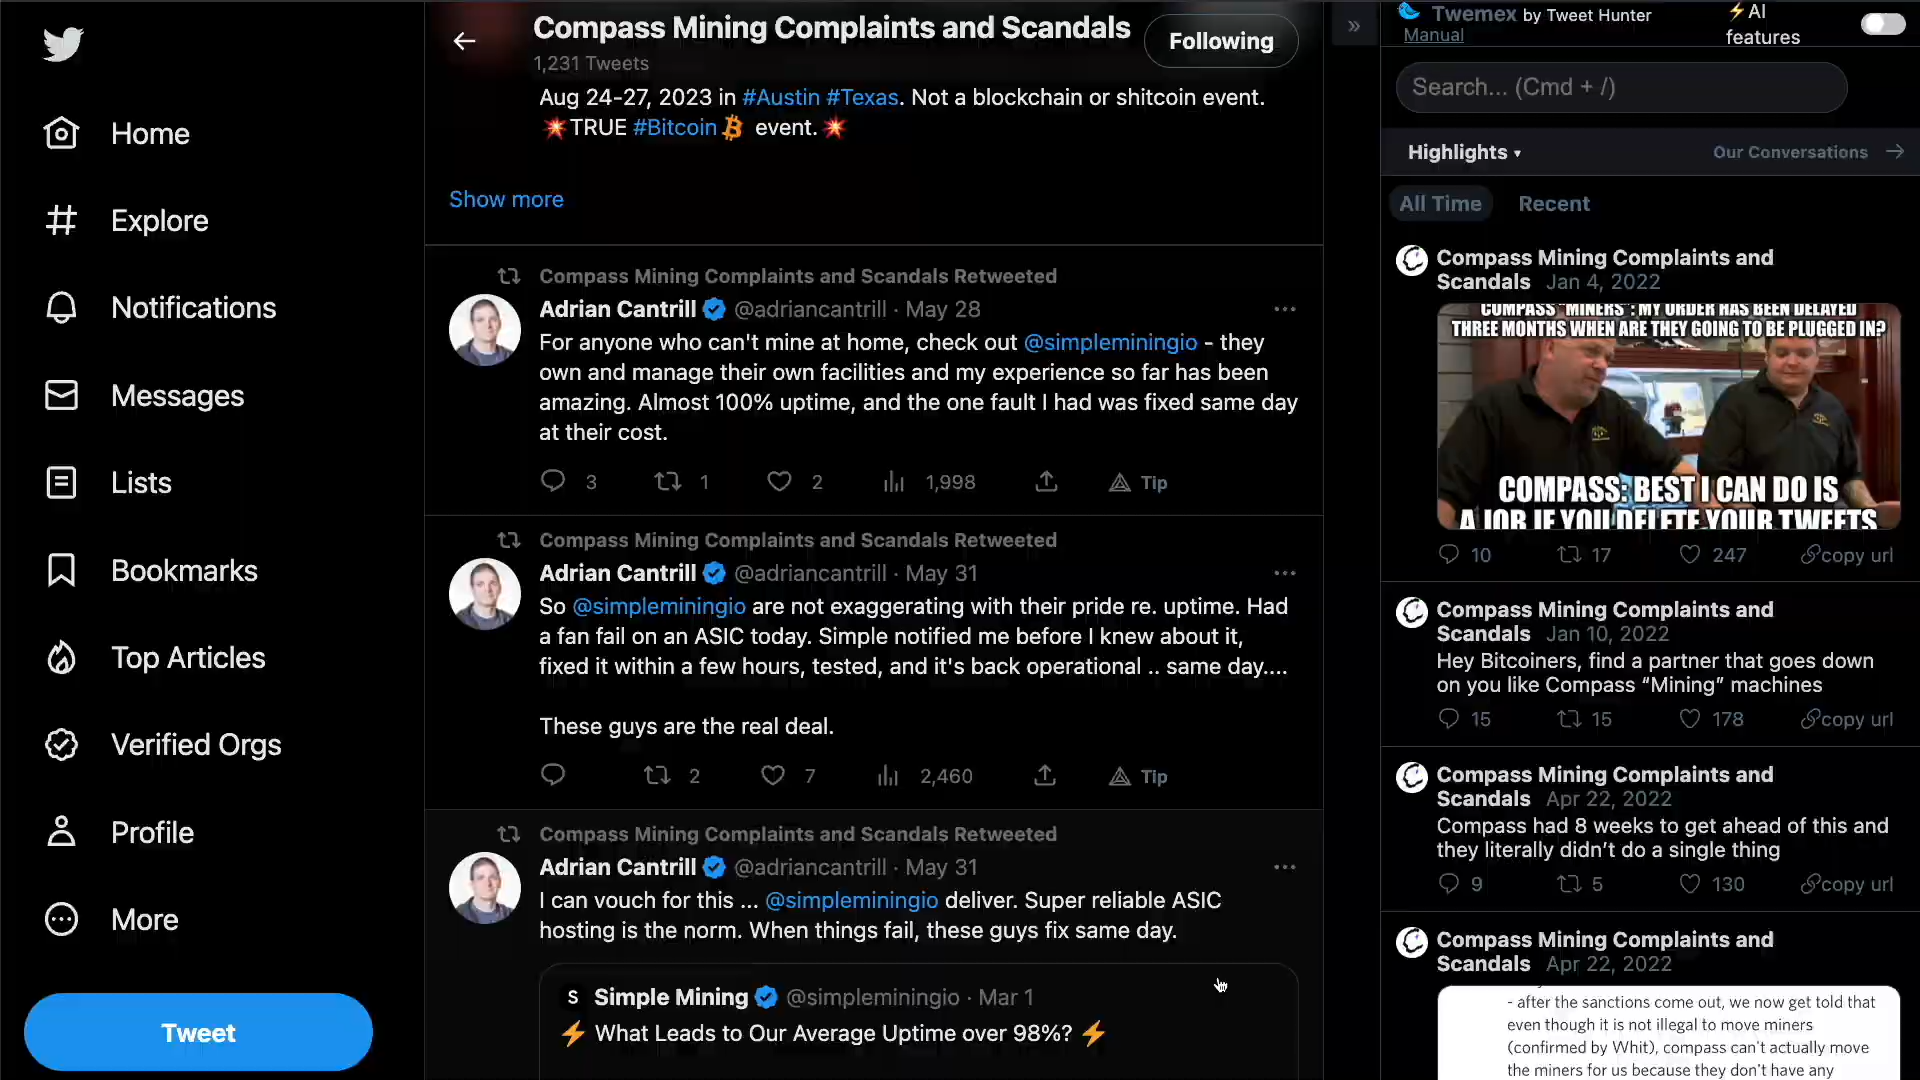 Home
Explore
Notifications
Messages
Lists
Bookmarks
Top Articles
Verified Orgs
Profile
More
Tweet
Compass Mining Complaints and Scandals
1,231 Tweets
Following
Aug 24-27, 2023 in #Austin #Texas. Not a blockchain or shitcoin event.
💥TRUE #Bitcoin event.💥
Show more
Compass Mining Complaints and Scandals Retweeted
Adrian Cantrill @adriancantrill · May 28
For anyone who can't mine at home, check out @simpleminingio - they
own and manage their own facilities and my experience so far has been
amazing. Almost 100% uptime, and the one fault I had was fixed same day
at their cost.
3 1 2 1,998 Tip
Compass Mining Complaints and Scandals Retweeted
Adrian Cantrill @adriancantrill · May 31
So @simpleminingio are not exaggerating with their pride re. uptime. Had
a fan fail on an ASIC today. Simple notified me before I knew about it,
fixed it within a few hours, tested, and it's back operational .. same day....
These guys are the real deal.
2 7 2,460 Tip
Compass Mining Complaints and Scandals Retweeted
Adrian Cantrill @adriancantrill · May 31
I can vouch for this ... @simpleminingio deliver. Super reliable ASIC
hosting is the norm. When things fail, these guys fix same day.
S Simple Mining @simpleminingio · Mar 1
⚡ What Leads to Our Average Uptime over 98%? ⚡
»
Twemex by Tweet Hunter
Manual
⚡AI
features
Search... (Cmd + /)
Highlights ▾
Our Conversations →
All Time Recent
Compass Mining Complaints and
Scandals Jan 4, 2022
COMPASS "MINERS": MY ORDER HAS BEEN DELAYED
THREE MONTHS WHEN ARE THEY GOING TO BE PLUGGED IN?
COMPASS: BEST I CAN DO IS
A JOB IF YOU DELETE YOUR TWEETS
10 17 247 copy url
Compass Mining Complaints and
Scandals Jan 10, 2022
Hey Bitcoiners, find a partner that goes down
on you like Compass “Mining” machines
15 15 178 copy url
Compass Mining Complaints and
Scandals Apr 22, 2022
Compass had 8 weeks to get ahead of this and
they literally didn’t do a single thing
9 5 130 copy url
Compass Mining Complaints and
Scandals Apr 22, 2022
- after the sanctions come out, we now get told that
even though it is not illegal to move miners
(confirmed by Whit), compass can't actually move
the miners for us because they don't have any